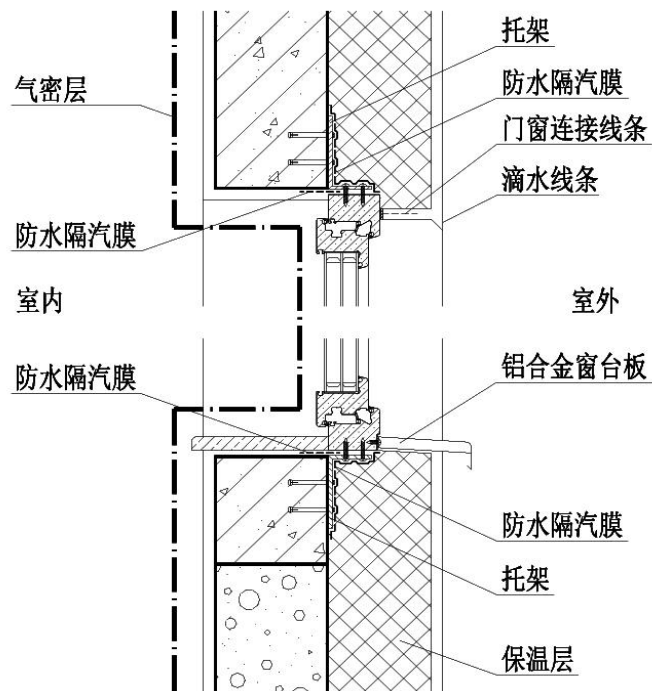 托架
气密层
防水隔汽膜
门窗连接线条
滴水线条
防水隔汽膜
室内
室外
防水隔汽膜
铝合金窗台板
防水隔汽膜
托架
保温层